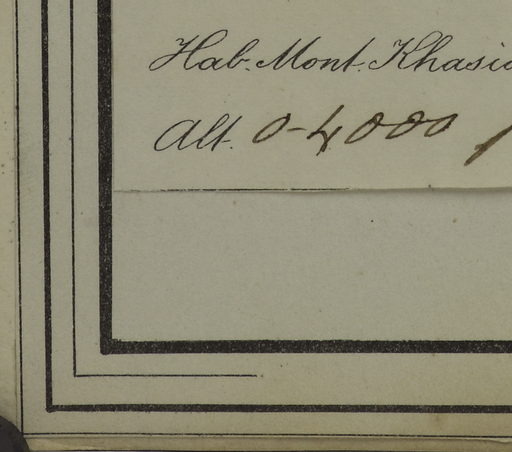 Hab. Mont. Khasia
Alt. 0-4000